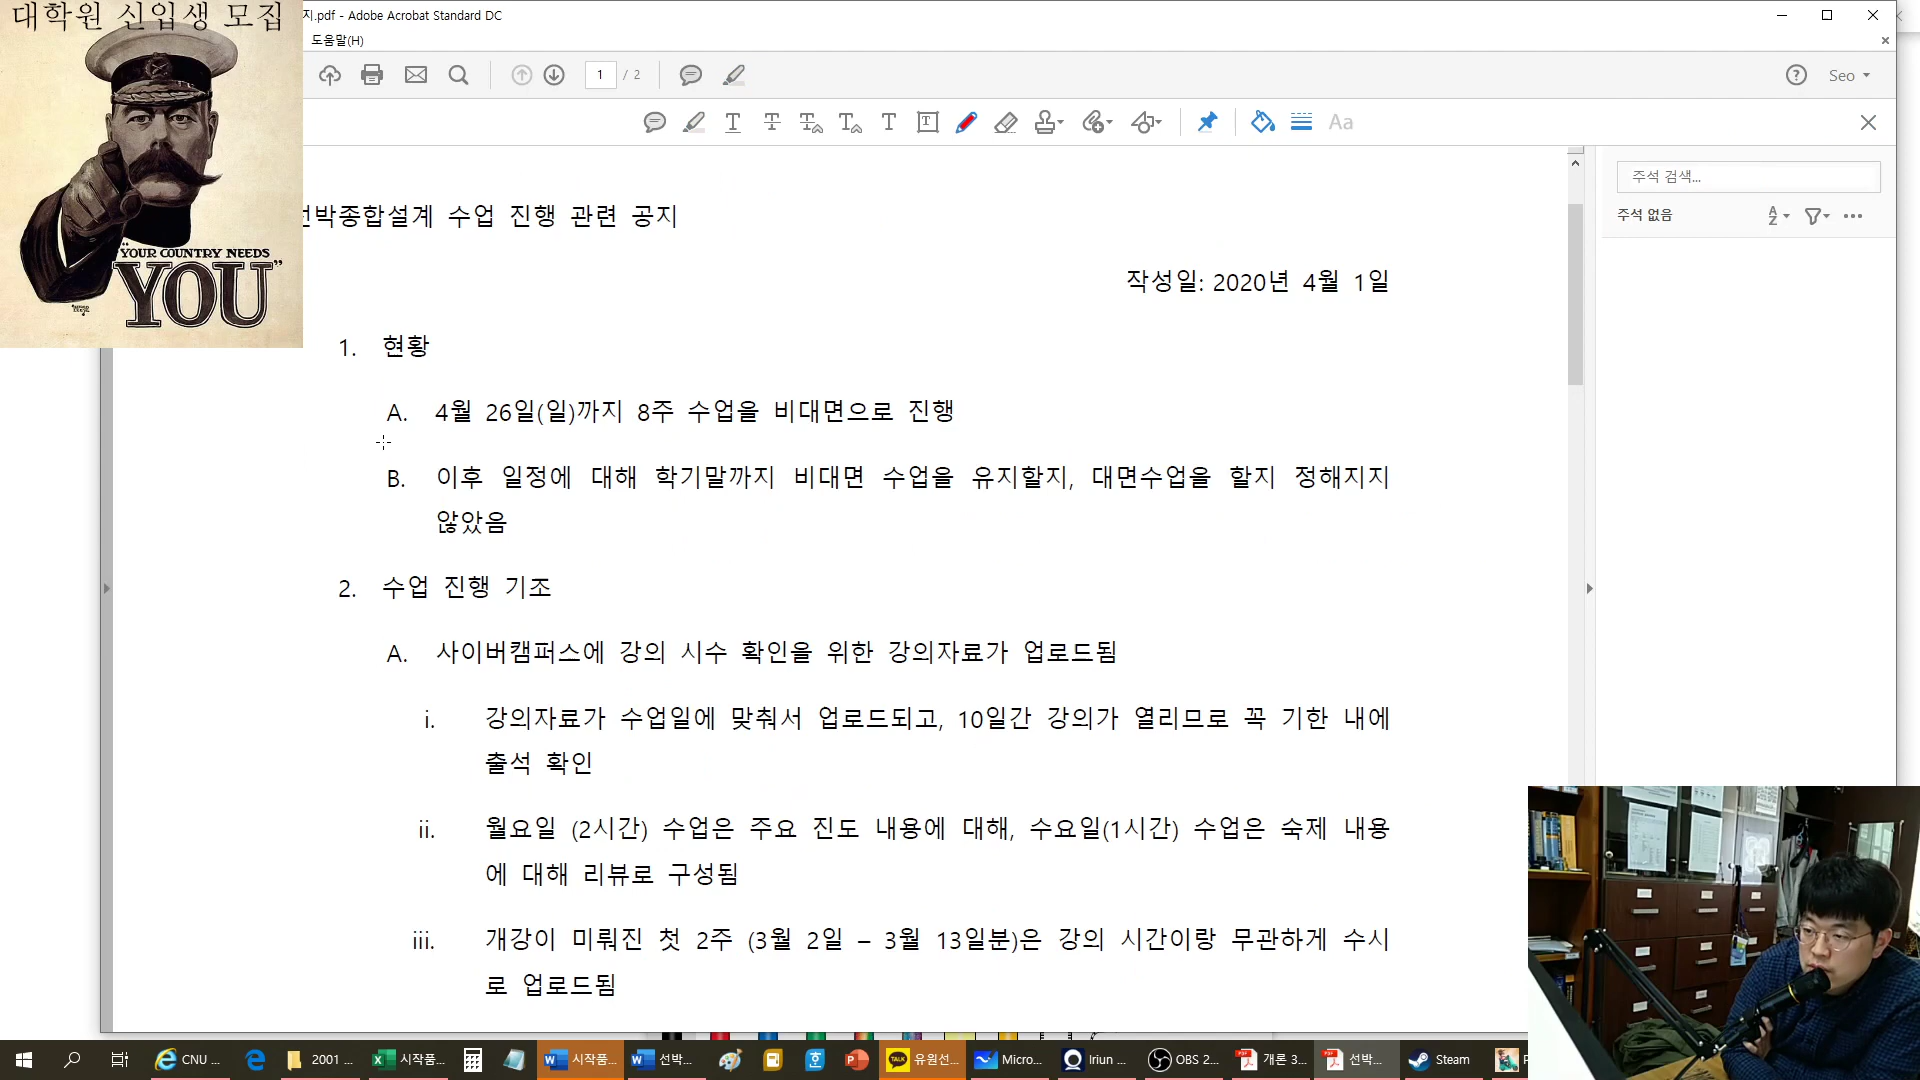 대학원 신입생 모집
지.pdf - Adobe Acrobat Standard DC
도움말(H)
1 / 2
Seo
Aa
주석 검색...
주석 없음
"YOUR COUNTRY NEEDS
YOU"
선박종합설계 수업 진행 관련 공지
작성일: 2020년 4월 1일
1. 현황
A. 4월 26일(일)까지 8주 수업을 비대면으로 진행
B. 이후 일정에 대해 학기말까지 비대면 수업을 유지할지, 대면수업을 할지 정해지지
않았음
2. 수업 진행 기조
A. 사이버캠퍼스에 강의 시수 확인을 위한 강의자료가 업로드됨
i. 강의자료가 수업일에 맞춰서 업로드되고, 10일간 강의가 열리므로 꼭 기한 내에
출석 확인
ii. 월요일 (2시간) 수업은 주요 진도 내용에 대해, 수요일(1시간) 수업은 숙제 내용
에 대해 리뷰로 구성됨
iii. 개강이 미뤄진 첫 2주 (3월 2일 – 3월 13일분)은 강의 시간이랑 무관하게 수시
로 업로드됨
CNU ... 2001 ... 시작품... 시작품... 선박... 유원선... Micro... Iriun ... OBS 2... 개론 3... 선박... Steam